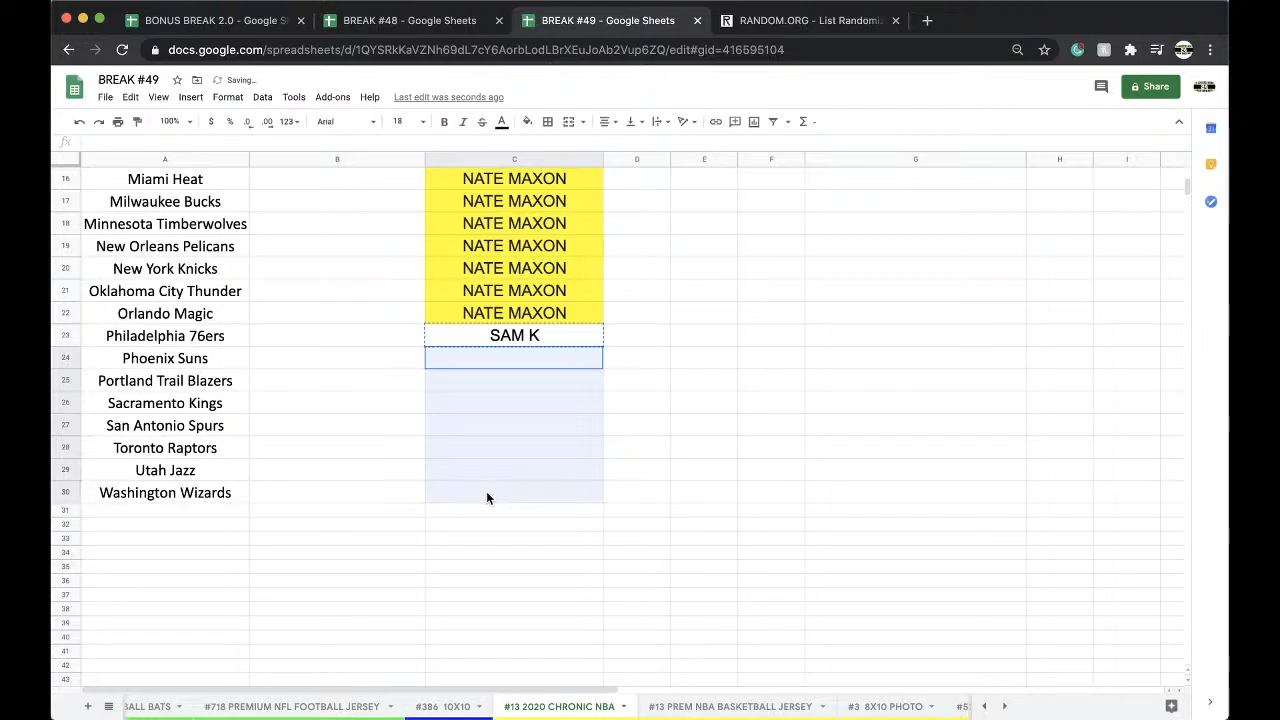 BONUS BREAK 2.0 - Google S
BREAK #48 - Google Sheets
BREAK #49 - Google Sheets
RANDOM.ORG - List Randomi
docs.google.com/spreadsheets/d/1QYSRkKaVZNh69dL7cY6AorbLodLBrXEuJoAb2Vup6ZQ/edit#gid=416595104
BREAK #49
Saving...
File Edit View Insert Format Data Tools Add-ons Help Last edit was seconds ago
Share
100% $ % .0 .00 123 Arial 18 B I S A
fx
A B C D E F G H I
16 Miami Heat NATE MAXON
17 Milwaukee Bucks NATE MAXON
18 Minnesota Timberwolves NATE MAXON
19 New Orleans Pelicans NATE MAXON
20 New York Knicks NATE MAXON
21 Oklahoma City Thunder NATE MAXON
22 Orlando Magic NATE MAXON
23 Philadelphia 76ers SAM K
24 Phoenix Suns
25 Portland Trail Blazers
26 Sacramento Kings
27 San Antonio Spurs
28 Toronto Raptors
29 Utah Jazz
30 Washington Wizards
31
32
33
34
35
36
37
38
39
40
41
42
43
BALL BATS #718 PREMIUM NFL FOOTBALL JERSEY #386 10X10 #13 2020 CHRONIC NBA #13 PREM NBA BASKETBALL JERSEY #3 8X10 PHOTO #5